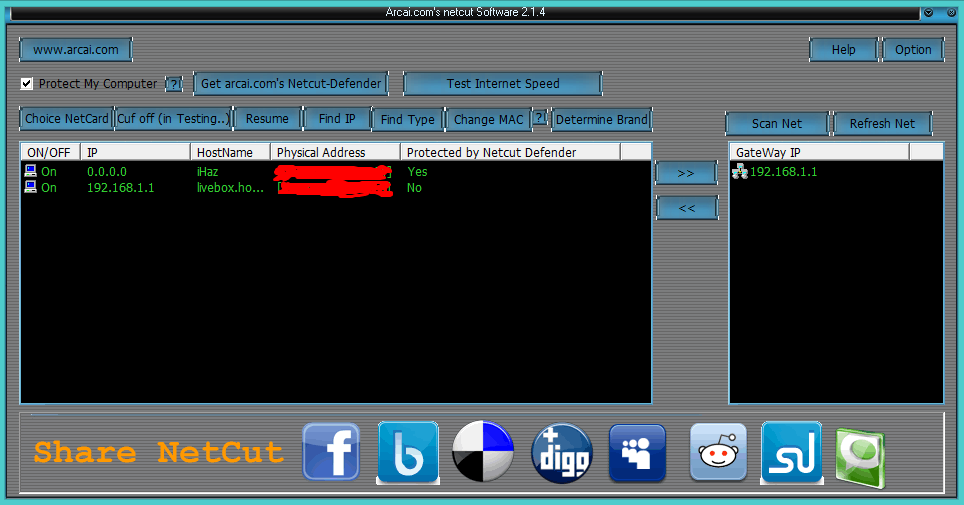 Arcai.com's netcut Software 2.1.4
www.arcai.com Help Option
Protect My Computer [?] Get arcai.com's Netcut-Defender Test Internet Speed
Choice NetCard Cuf off (in Testing..) Resume Find IP Find Type Change MAC [?] Determine Brand Scan Net Refresh Net
ON/OFF IP HostName Physical Address Protected by Netcut Defender GateWay IP
On 0.0.0.0 iHaz Yes 192.168.1.1
On 192.168.1.1 livebox.ho... No
>>
<<
Share NetCut f b +digg su